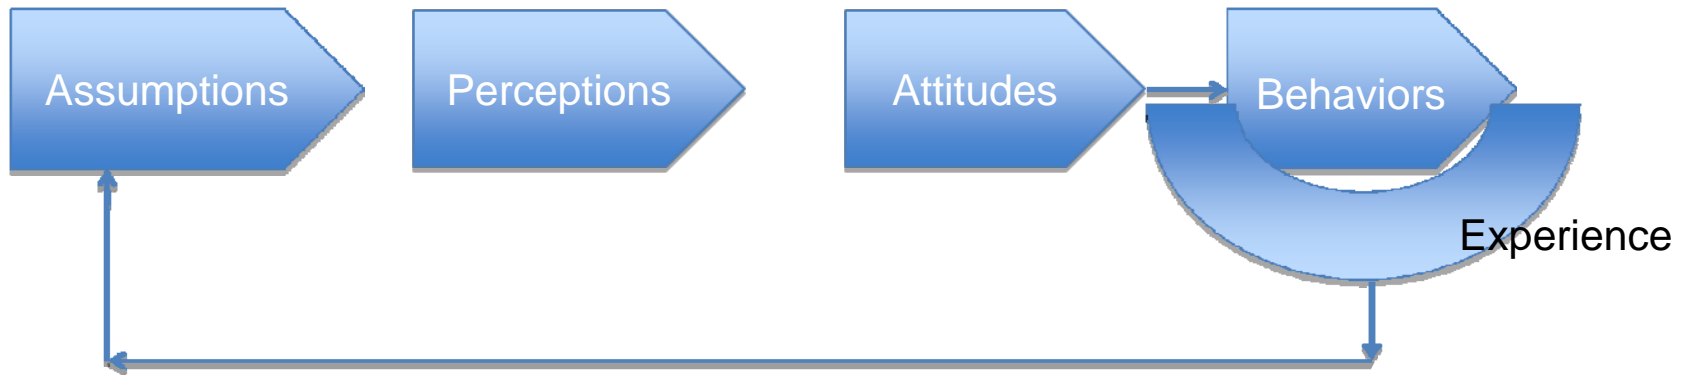 Assumptions
Perceptions
Attitudes
Behaviors
Experience